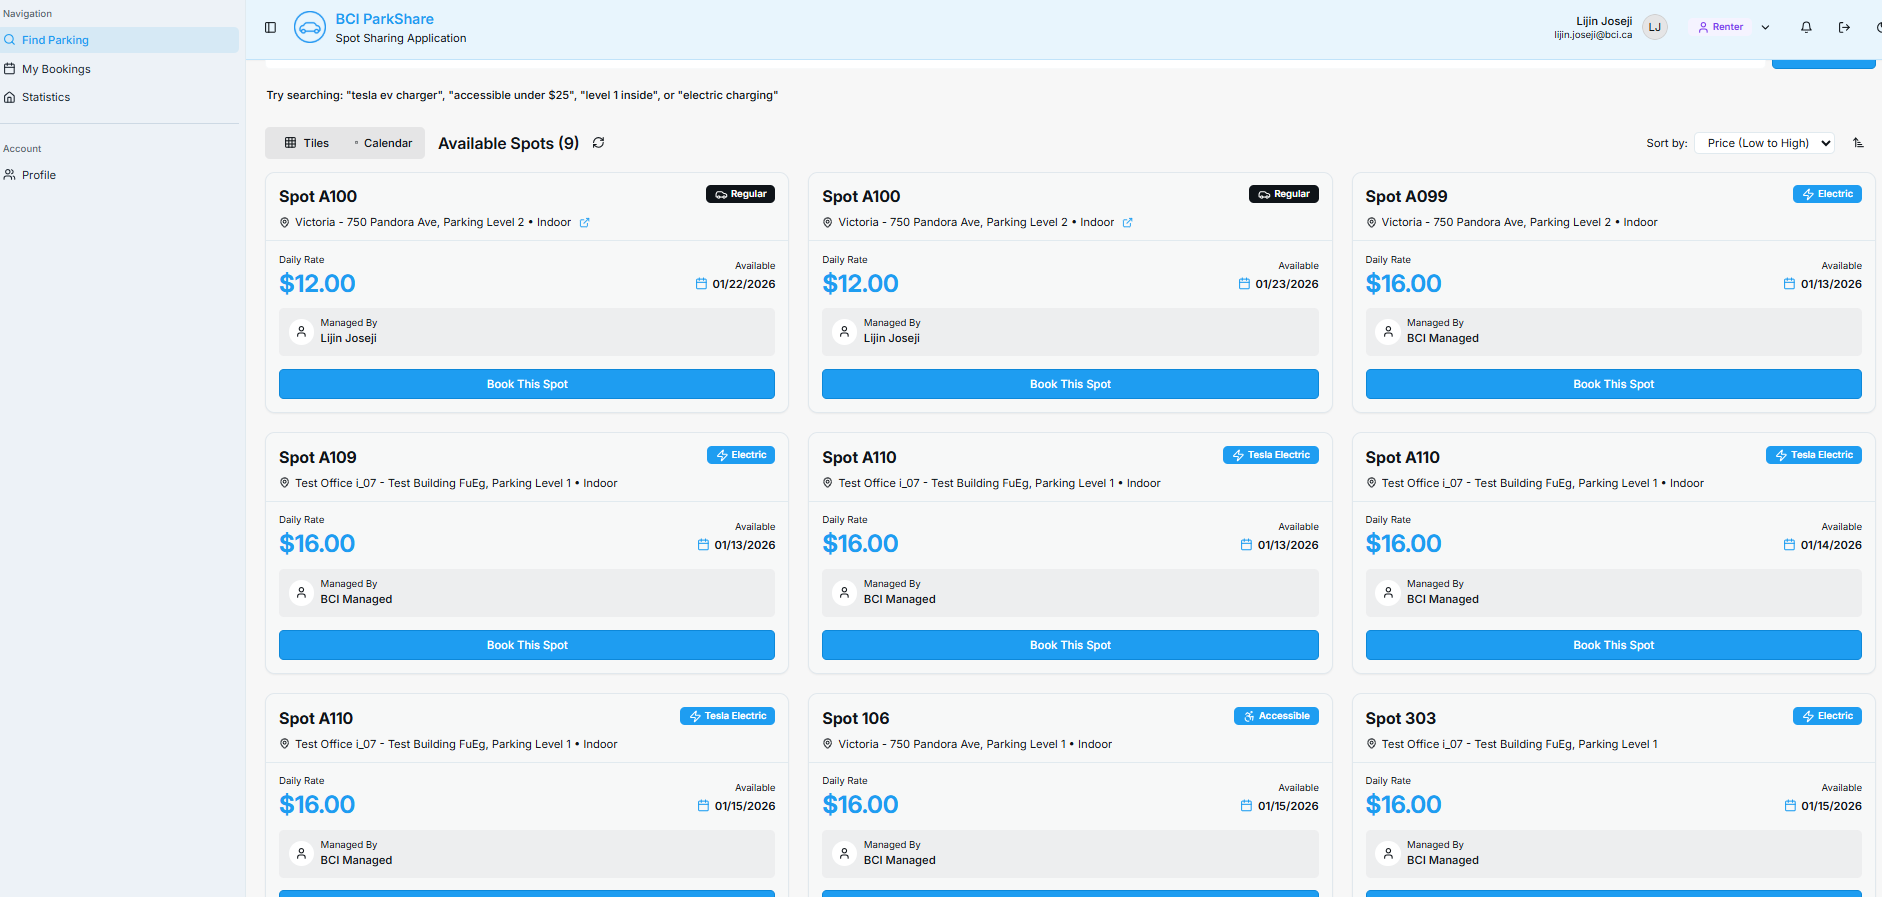 Navigation
Find Parking
My Bookings
Statistics
Account
Profile
BCI ParkShare
Spot Sharing Application
Lijin Joseji
lijin.joseji@bci.ca
LJ
Renter
Try searching: "tesla ev charger", "accessible under $25", "level 1 inside", or "electric charging"
Tiles
Calendar
Available Spots (9)
Sort by:
Price (Low to High)
Spot A100
Regular
Victoria - 750 Pandora Ave, Parking Level 2 • Indoor
Daily Rate
$12.00
Available
01/22/2026
Managed By
Lijin Joseji
Book This Spot
Spot A100
Regular
Victoria - 750 Pandora Ave, Parking Level 2 • Indoor
Daily Rate
$12.00
Available
01/23/2026
Managed By
Lijin Joseji
Book This Spot
Spot A099
Electric
Victoria - 750 Pandora Ave, Parking Level 2 • Indoor
Daily Rate
$16.00
Available
01/13/2026
Managed By
BCI Managed
Book This Spot
Spot A109
Electric
Test Office i_07 - Test Building FuEg, Parking Level 1 • Indoor
Daily Rate
$16.00
Available
01/13/2026
Managed By
BCI Managed
Book This Spot
Spot A110
Tesla Electric
Test Office i_07 - Test Building FuEg, Parking Level 1 • Indoor
Daily Rate
$16.00
Available
01/13/2026
Managed By
BCI Managed
Book This Spot
Spot A110
Tesla Electric
Test Office i_07 - Test Building FuEg, Parking Level 1 • Indoor
Daily Rate
$16.00
Available
01/14/2026
Managed By
BCI Managed
Book This Spot
Spot A110
Tesla Electric
Test Office i_07 - Test Building FuEg, Parking Level 1 • Indoor
Daily Rate
$16.00
Available
01/15/2026
Managed By
BCI Managed
Spot 106
Accessible
Victoria - 750 Pandora Ave, Parking Level 1 • Indoor
Daily Rate
$16.00
Available
01/15/2026
Managed By
BCI Managed
Spot 303
Electric
Test Office i_07 - Test Building FuEg, Parking Level 1
Daily Rate
$16.00
Available
01/15/2026
Managed By
BCI Managed